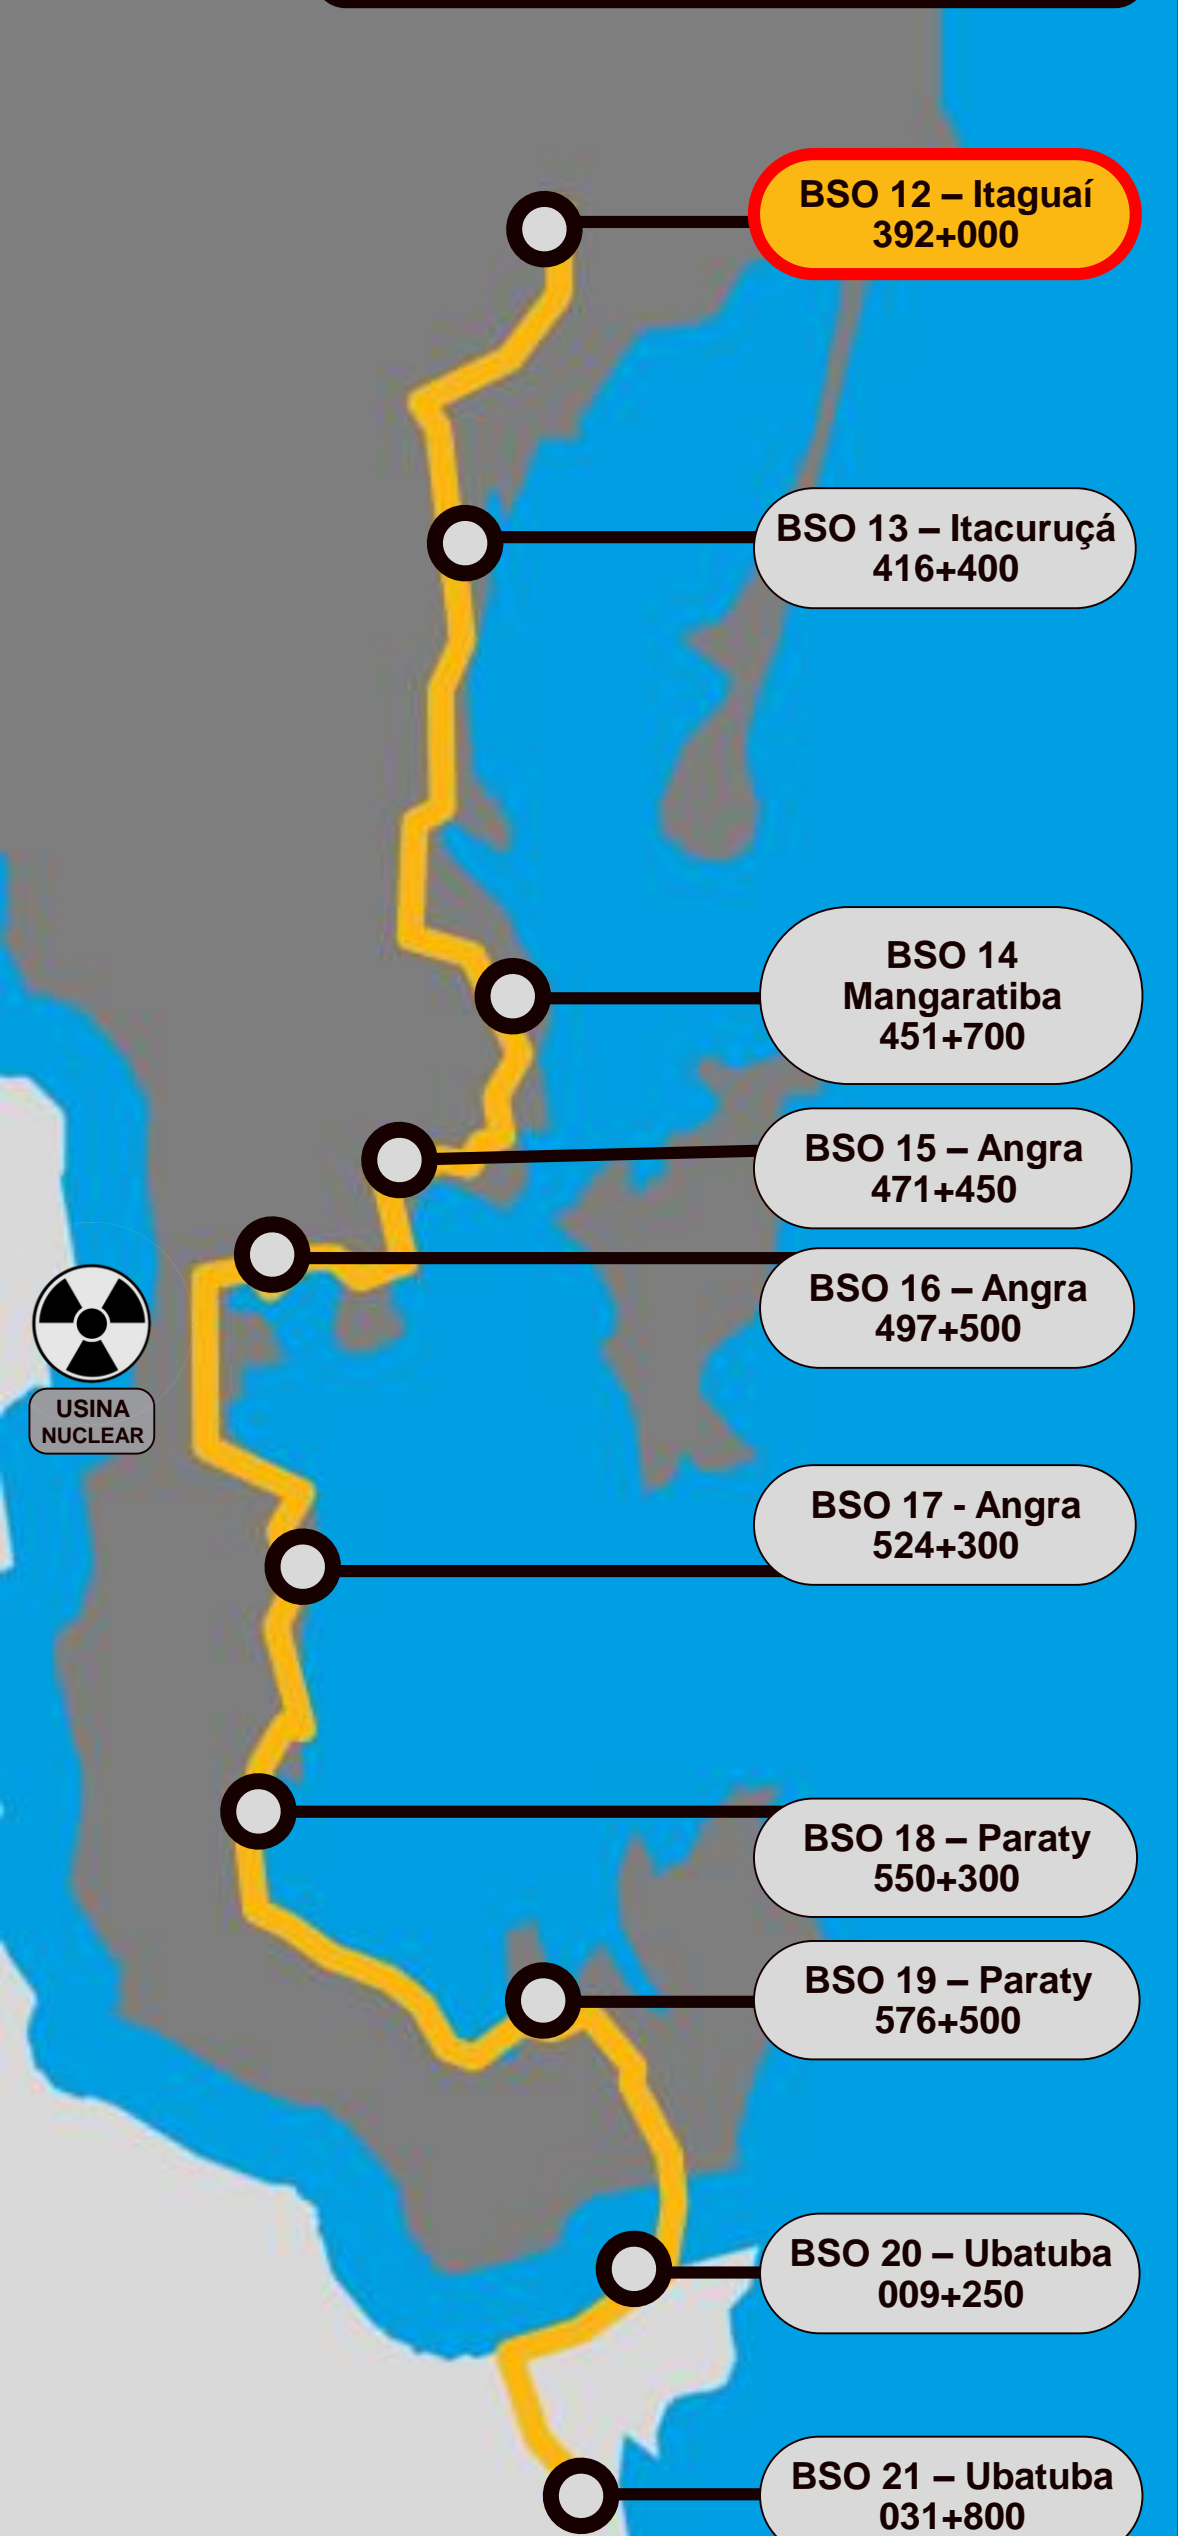 BSO 12 – Itaguaí
392+000
BSO 13 – Itacuruçá
416+400
BSO 14
Mangaratiba
451+700
BSO 15 – Angra
471+450
BSO 16 – Angra
497+500
USINA
NUCLEAR
BSO 17 - Angra
524+300
BSO 18 – Paraty
550+300
BSO 19 – Paraty
576+500
BSO 20 – Ubatuba
009+250
BSO 21 – Ubatuba
031+800